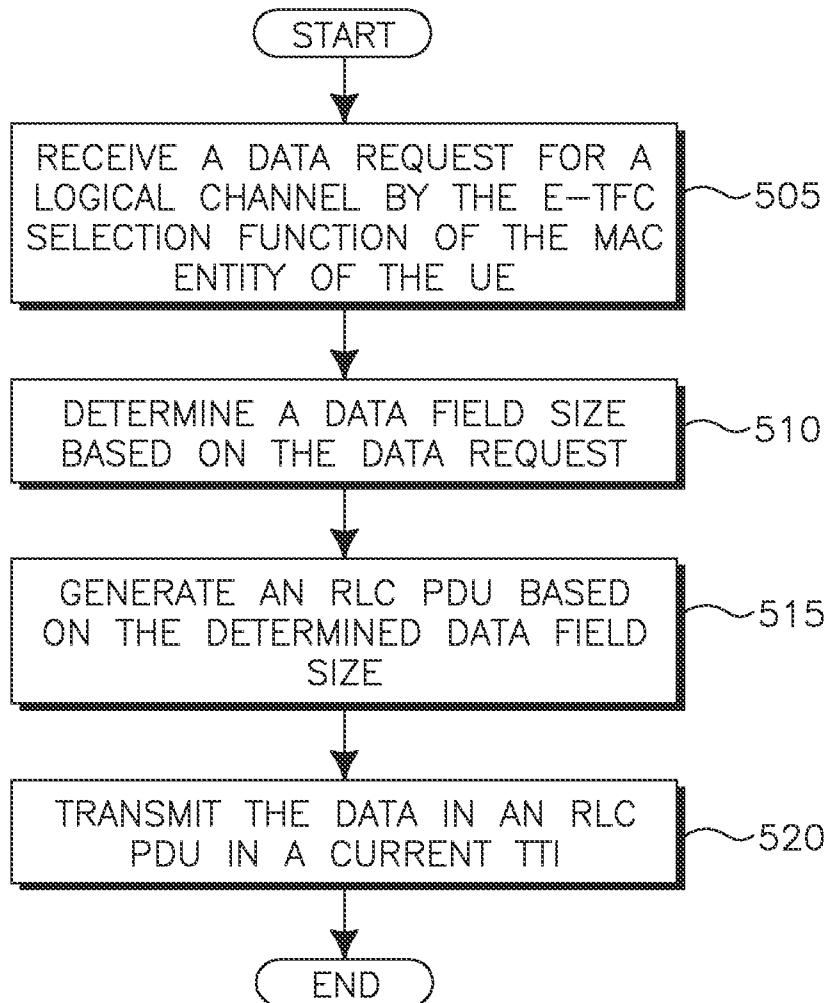 START
RECEIVE A DATA REQUEST FOR A
LOGICAL CHANNEL BY THE E-TFC
SELECTION FUNCTION OF THE MAC
ENTITY OF THE UE
505
DETERMINE A DATA FIELD SIZE
BASED ON THE DATA REQUEST
510
GENERATE AN RLC PDU BASED
ON THE DETERMINED DATA FIELD
SIZE
515
TRANSMIT THE DATA IN AN RLC
PDU IN A CURRENT TTI
520
END